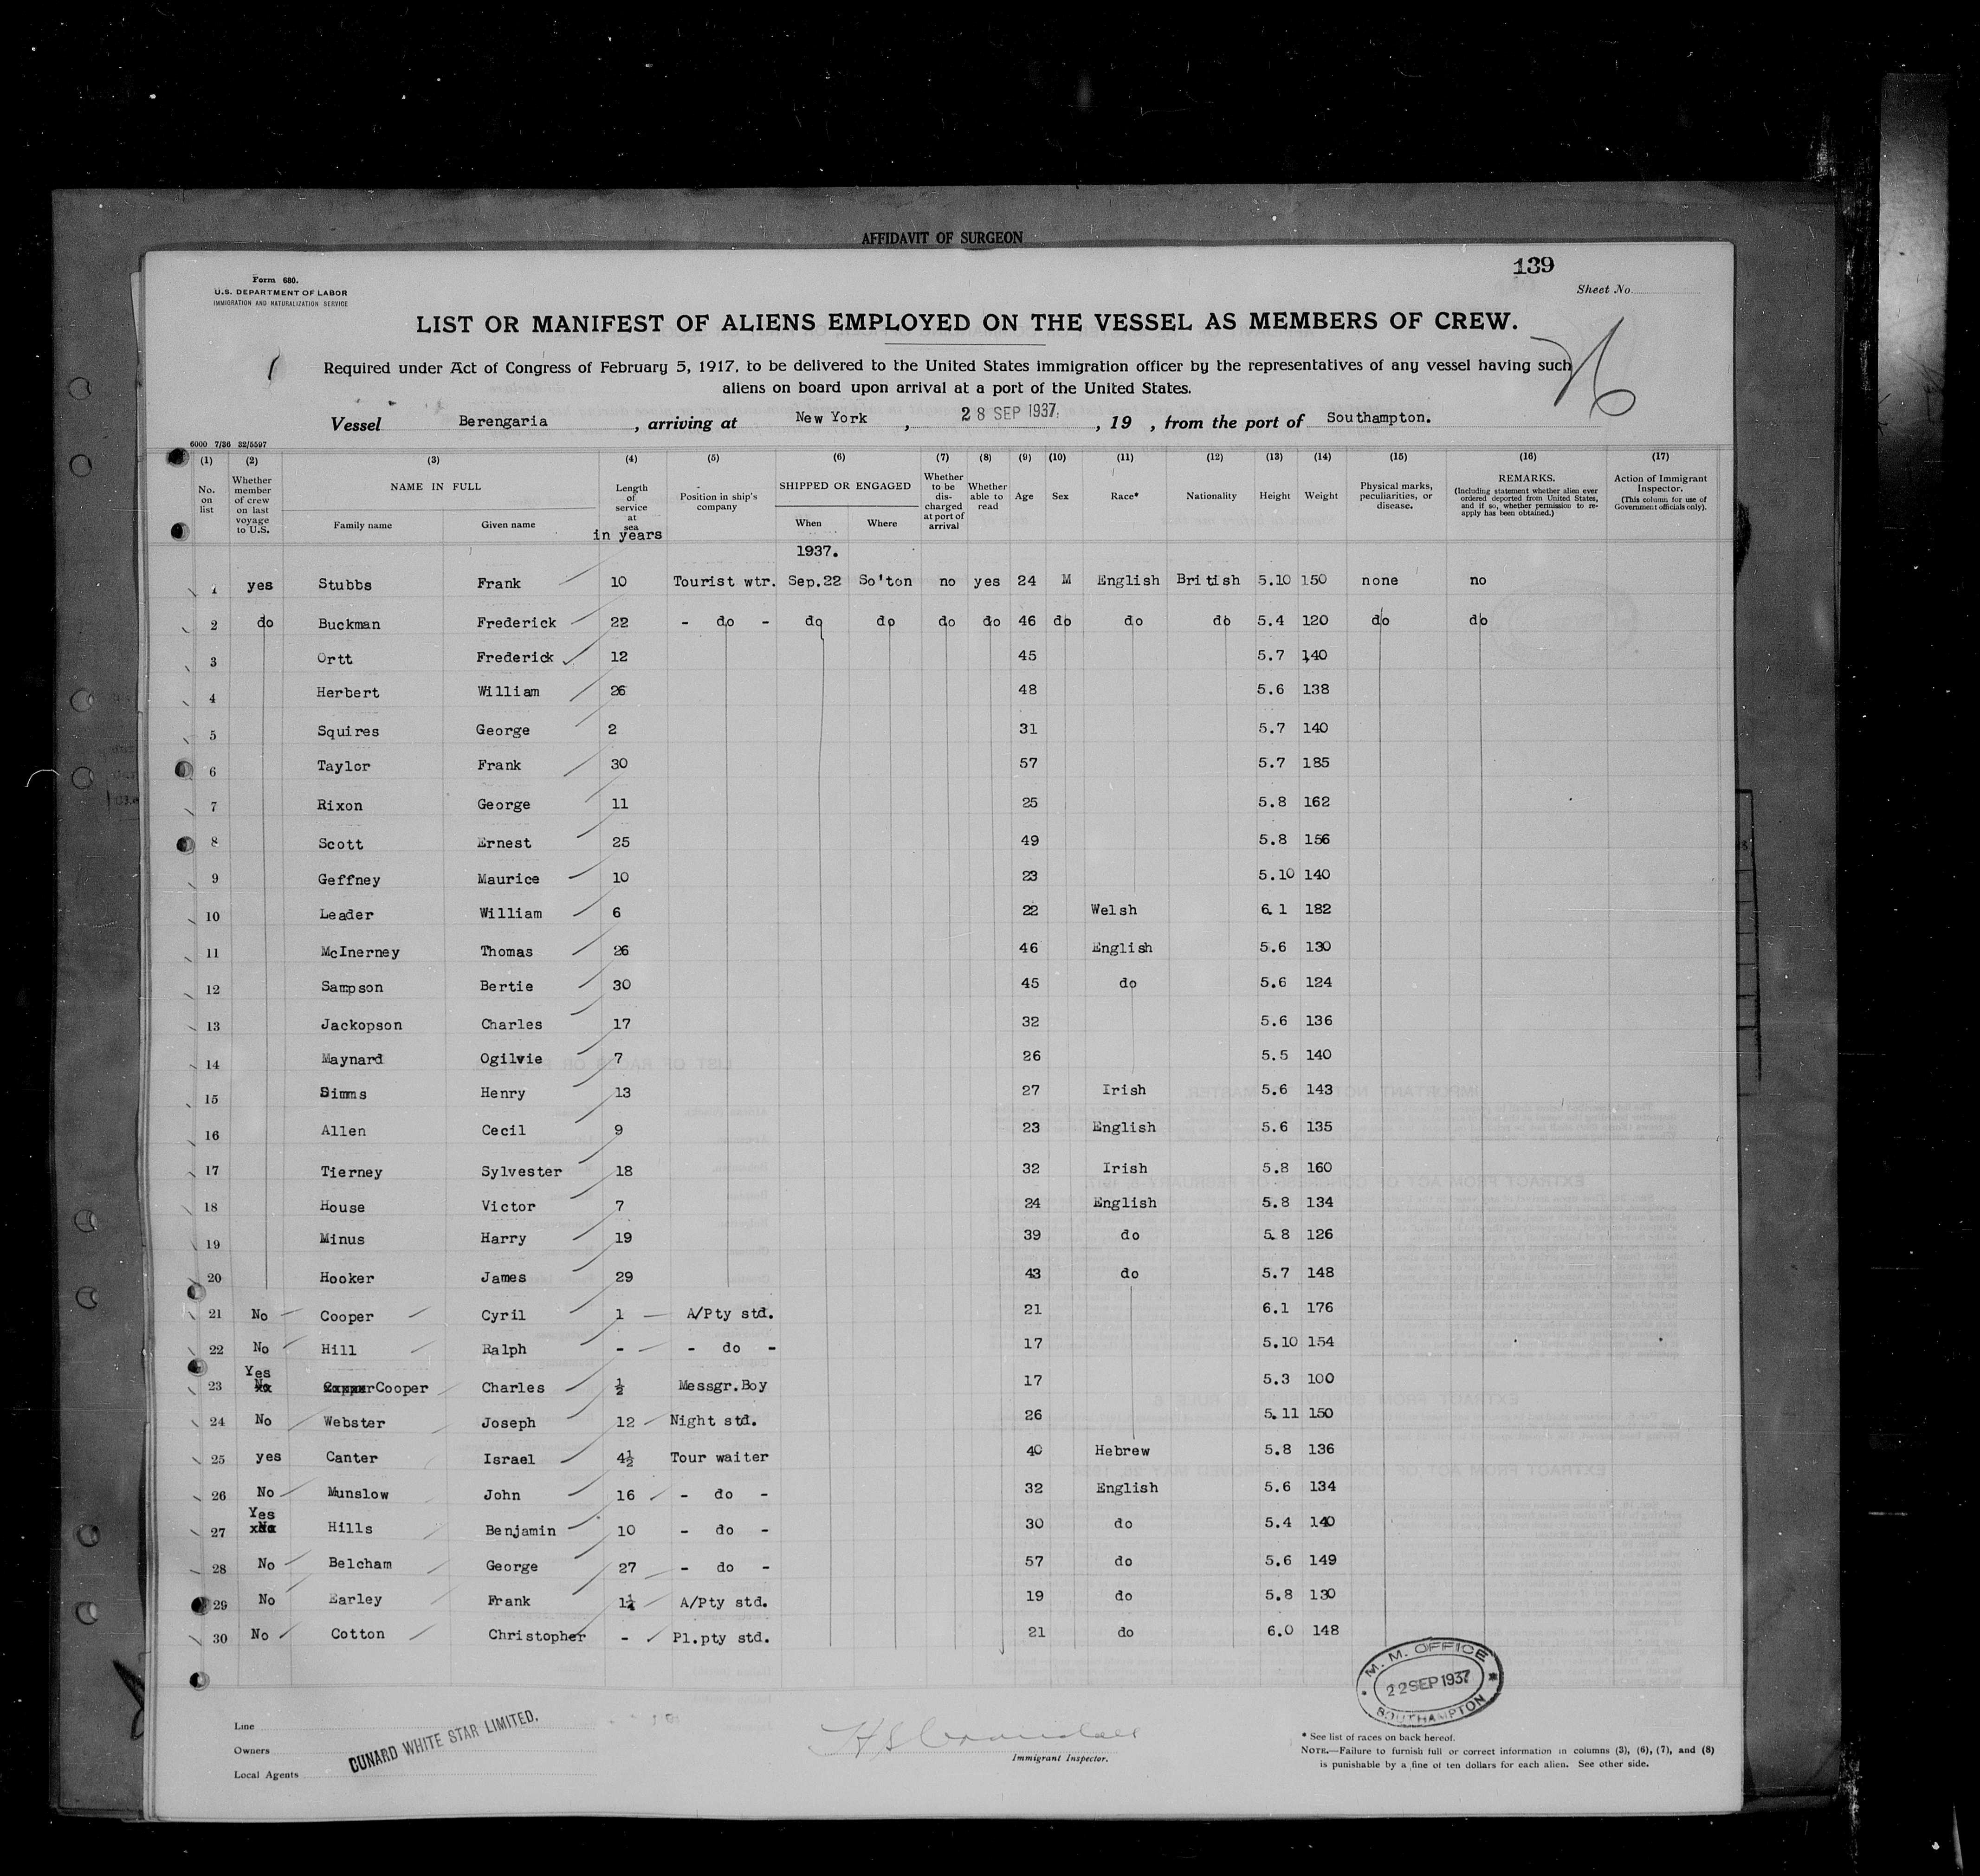 AFFIDAVIT OF SURGEON
139
Form 680.
U.S. DEPARTMENT OF LABOR
IMMIGRATION AND NATURALIZATION SERVICE
Sheet No.
LIST OR MANIFEST OF ALIENS EMPLOYED ON THE VESSEL AS MEMBERS OF CREW.
Required under Act of Congress of February 5, 1917, to be delivered to the United States immigration officer by the representatives of any vessel having such
aliens on board upon arrival at a port of the United States.
Vessel Berengaria , arriving at New York , 28 SEP 1937. , 19 , from the port of Southampton.
6000 7/36 32/5597
(1) (2) (3) (4) (5) (6) (7) (8) (9) (10) (11) (12) (13) (14) (15) (16) (17)
No. on list
Whether member of crew on last voyage to U.S.
NAME IN FULL
Family name Given name
Length of service at sea
in years
Position in ship's company
SHIPPED OR ENGAGED
When Where
Whether to be discharged at port of arrival
Whether able to read
Age Sex Race* Nationality Height Weight
Physical marks, peculiarities, or disease.
REMARKS.
(Including statement whether alien ever ordered deported from United States, and if so, whether permission to reapply has been obtained.)
Action of Immigrant Inspector.
(This column for use of Government officials only).
1937.
1 yes Stubbs Frank 10 Tourist wtr. Sep.22 So'ton no yes 24 M English British 5.10 150 none no
2 do Buckman Frederick 22 - do - do do do do 46 do do do 5.4 120 do do
3 Ortt Frederick 12 45 5.7 140
4 Herbert William 26 48 5.6 138
5 Squires George 2 31 5.7 140
6 Taylor Frank 30 57 5.7 185
7 Rixon George 11 25 5.8 162
8 Scott Ernest 25 49 5.8 156
9 Geffney Maurice 10 23 5.10 140
10 Leader William 6 22 Welsh 6.1 182
11 McInerney Thomas 26 46 English 5.6 130
12 Sampson Bertie 30 45 do 5.6 124
13 Jackopson Charles 17 32 5.6 136
14 Maynard Ogilvie 7 26 5.5 140
15 Simms Henry 13 27 Irish 5.6 143
16 Allen Cecil 9 23 English 5.6 135
17 Tierney Sylvester 18 32 Irish 5.8 160
18 House Victor 7 24 English 5.8 134
19 Minus Harry 19 39 do 5.8 126
20 Hooker James 29 43 do 5.7 148
21 No Cooper Cyril 1 A/Pty std. 21 6.1 176
22 No Hill Ralph - - do - 17 5.10 154
23 Yes Cooper Charles ½ Messgr.Boy 17 5.3 100
24 No Webster Joseph 12 Night std. 26 5.11 150
25 yes Canter Israel 4½ Tour waiter 40 Hebrew 5.8 136
26 No Munslow John 16 - do - 32 English 5.6 134
27 Yes Hills Benjamin 10 - do - 30 do 5.4 140
28 No Belcham George 27 - do - 57 do 5.6 149
29 No Earley Frank 1¼ A/Pty std. 19 do 5.8 130
30 No Cotton Christopher - Pl.pty std. 21 do 6.0 148
M. M. OFFICE
22 SEP 1937
SOUTHAMPTON
Line
Owners
Local Agents
CUNARD WHITE STAR LIMITED.
Immigrant Inspector.
* See list of races on back hereof.
NOTE.—Failure to furnish full or correct information in columns (3), (6), (7), and (8)
is punishable by a fine of ten dollars for each alien. See other side.